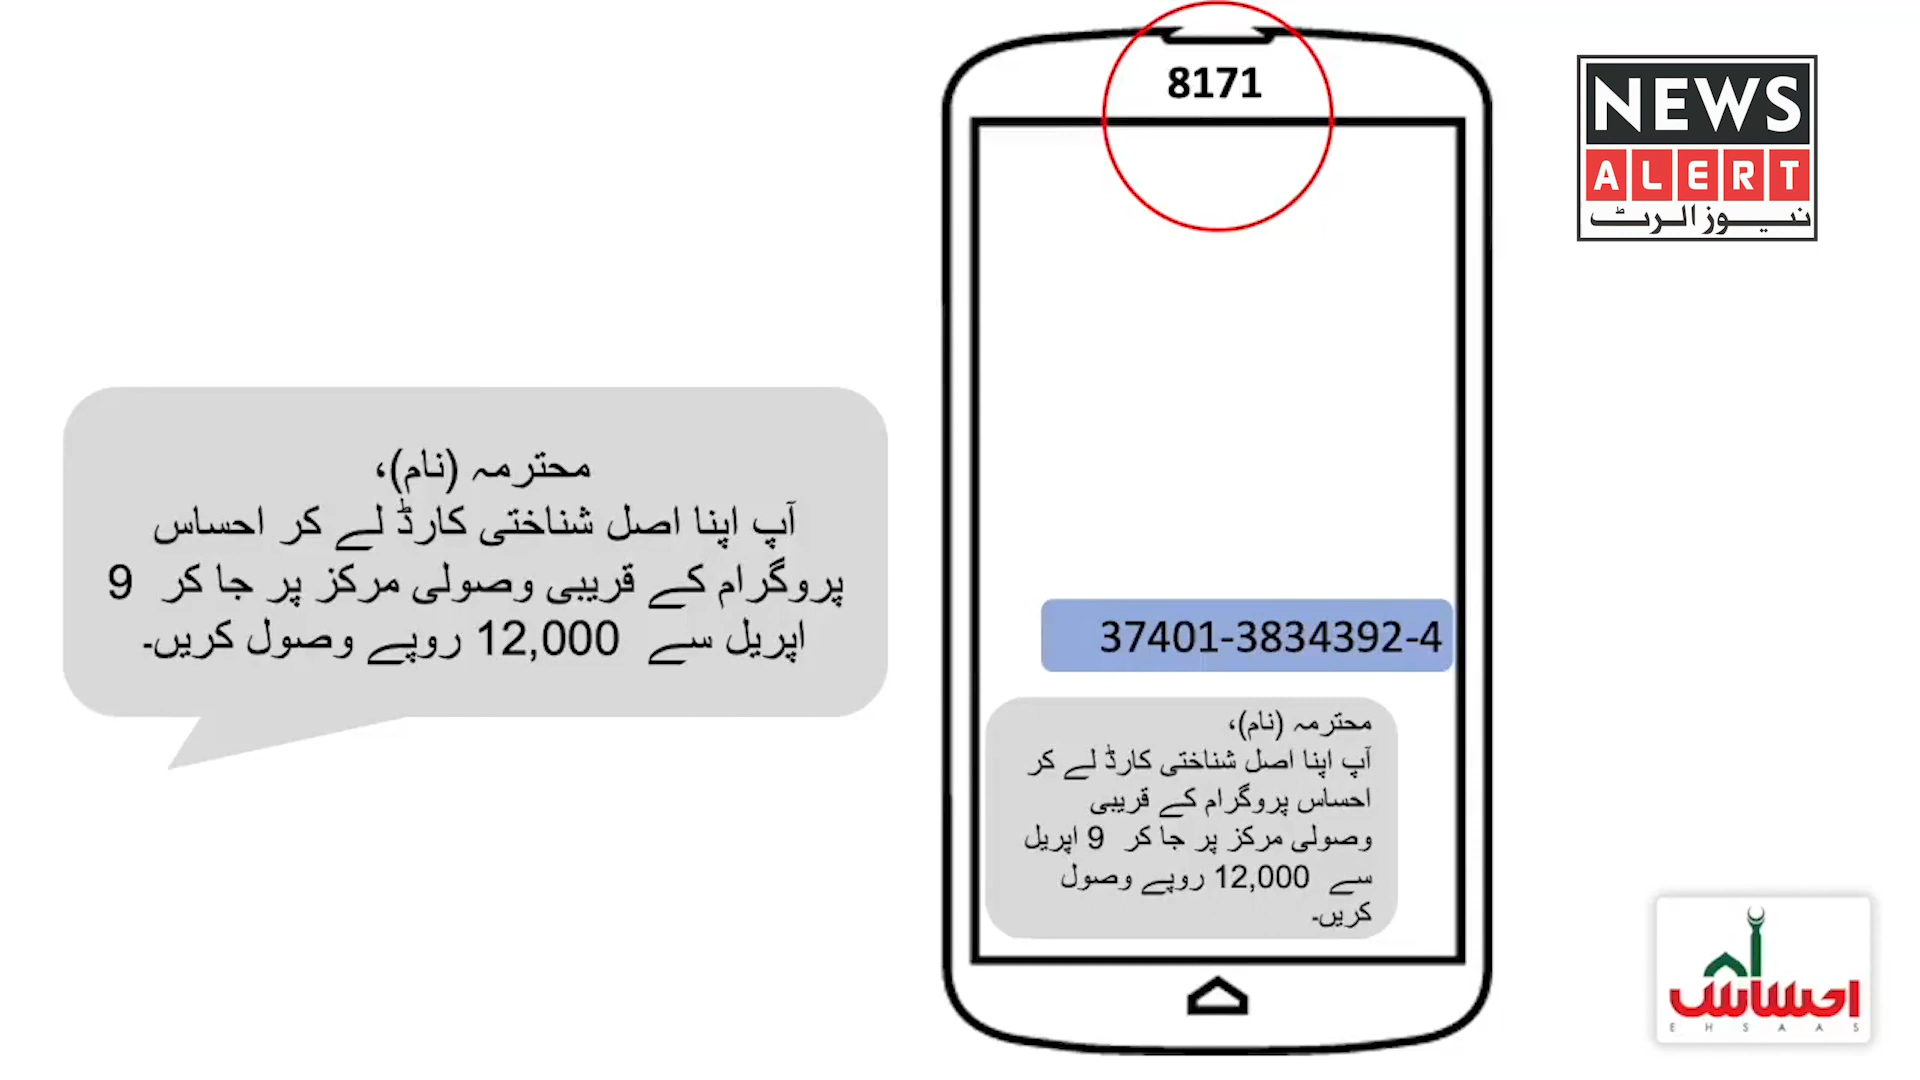 8171
NEWS
ALERT
نیوز الرٹ
محترمہ (نام)،
آپ اپنا اصل شناختی کارڈ لے کر احساس
پروگرام کے قریبی وصولی مرکز پر جا کر 9
اپریل سے 12,000 روپے وصول کریں۔
37401-3834392-4
محترمہ (نام)،
آپ اپنا اصل شناختی کارڈ لے کر
احساس پروگرام کے قریبی
وصولی مرکز پر جا کر 9 اپریل
سے 12,000 روپے وصول
کریں۔
احساس
EHSAAS